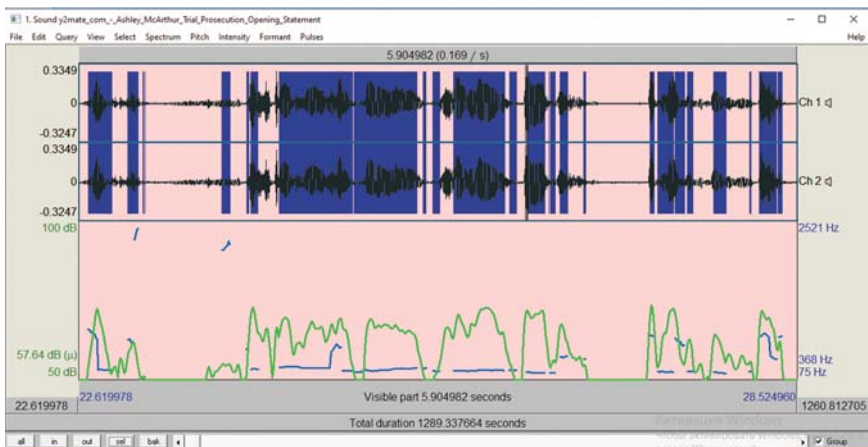 1. Sound y2mate_com_-_Ashley_McArthur_Trial_Prosecution_Opening_Statement
File Edit Query View Select Spectrum Pitch Intensity Formant Pulses Help
5.904982 (0.169 / s)
0.3349
0
-0.3247
0.3349
0
-0.3247
Ch 1
Ch 2
100 dB
2521 Hz
57.64 dB (µ)
50 dB
368 Hz
75 Hz
22.619978
22.619978 Visible part 5.904982 seconds 28.524960
1260.812705
Total duration 1289.337664 seconds
Активация Windows
Чтобы активировать Windows
all in out sel bak. Group